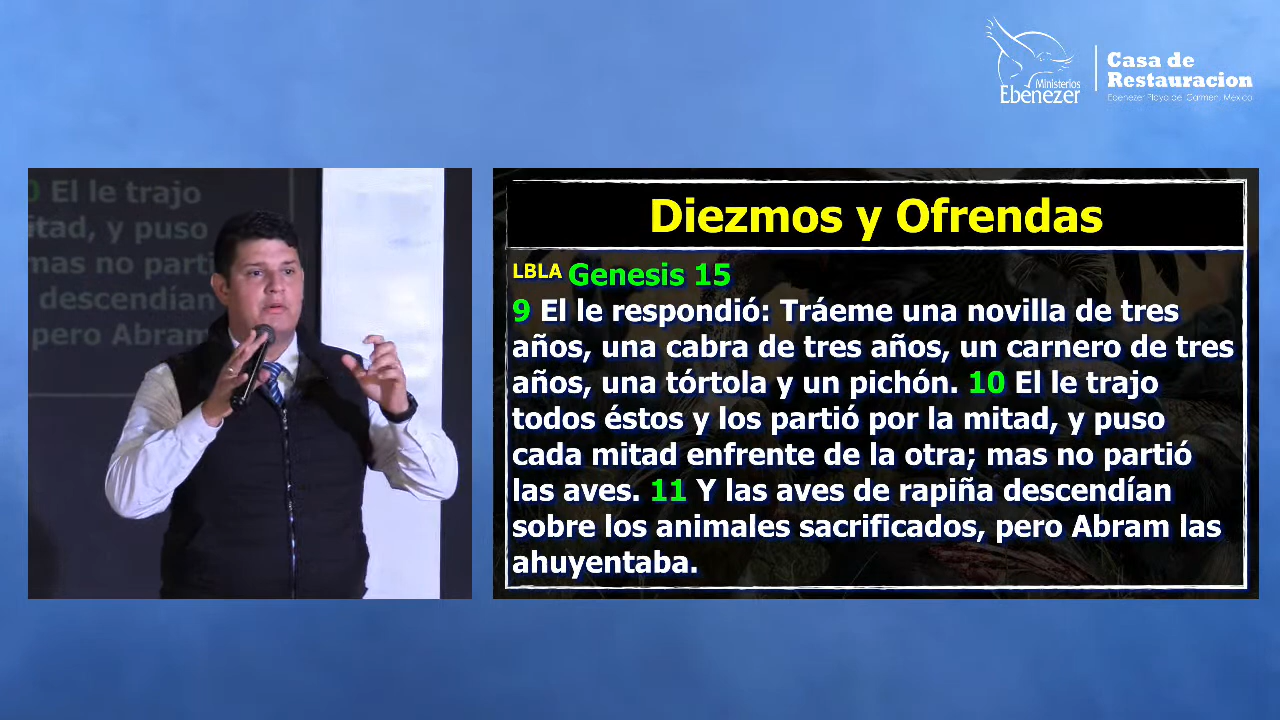 Ministerios
Ebenezer
Casa de
Restauracion
Ebenezer Playa del Carmen, México
0 El le trajo
itad, y puso
mas no parti
descendían
pero Abram
Diezmos y Ofrendas
LBLA Genesis 15
9 El le respondió: Tráeme una novilla de tres
años, una cabra de tres años, un carnero de tres
años, una tórtola y un pichón. 10 El le trajo
todos éstos y los partió por la mitad, y puso
cada mitad enfrente de la otra; mas no partió
las aves. 11 Y las aves de rapiña descendían
sobre los animales sacrificados, pero Abram las
ahuyentaba.